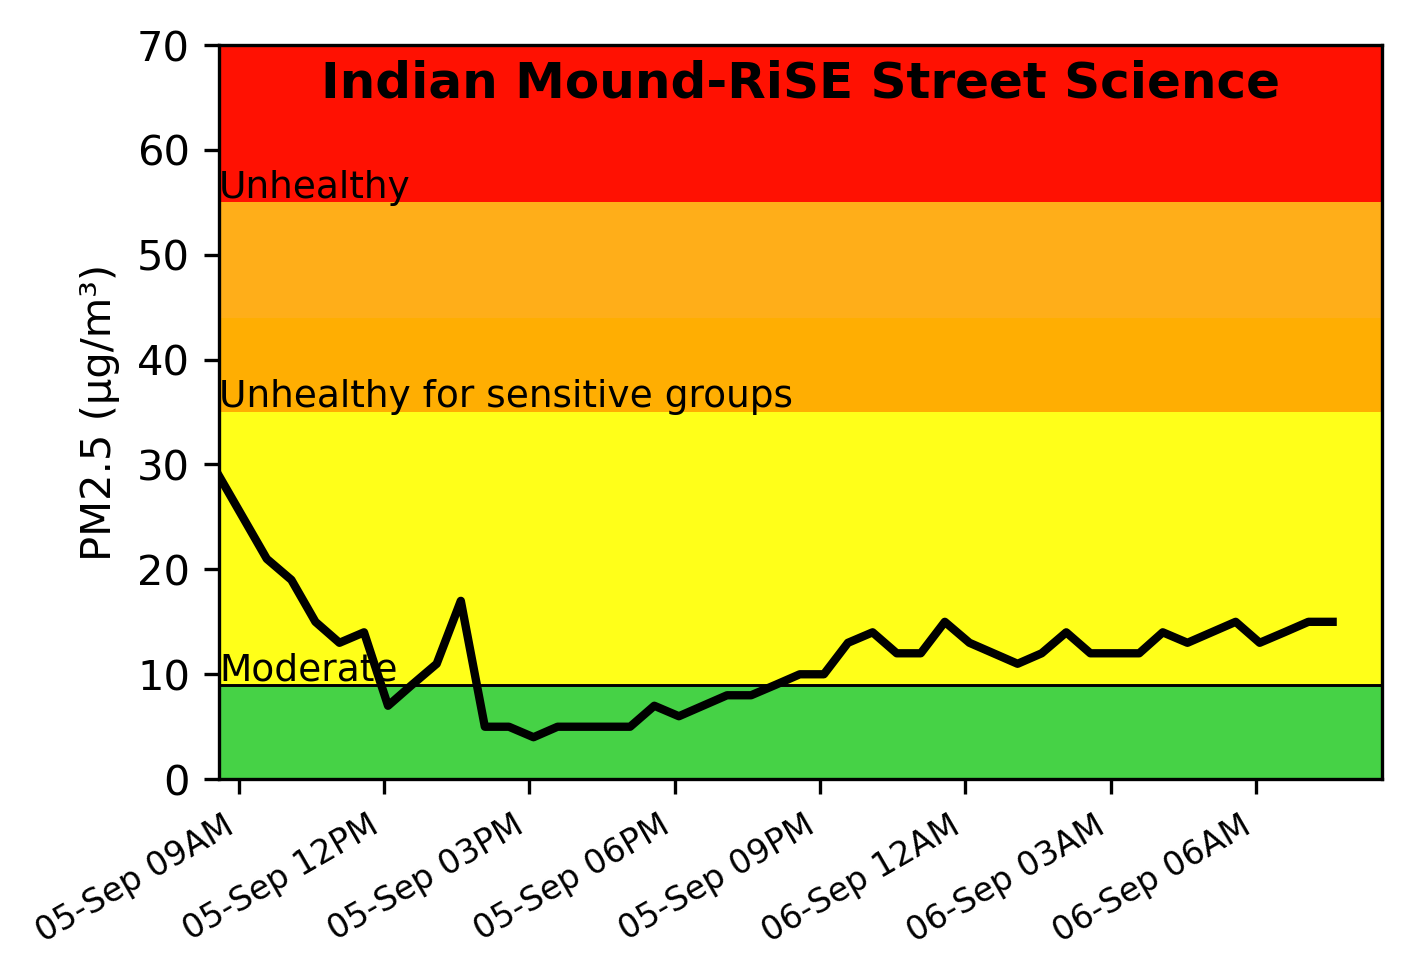 Indian Mound-RiSE Street Science
PM2.5 (µg/m³)
70
60
50
40
30
20
10
0
Unhealthy
Unhealthy for sensitive groups
Moderate
05-Sep 09AM
05-Sep 12PM
05-Sep 03PM
05-Sep 06PM
05-Sep 09PM
06-Sep 12AM
06-Sep 03AM
06-Sep 06AM